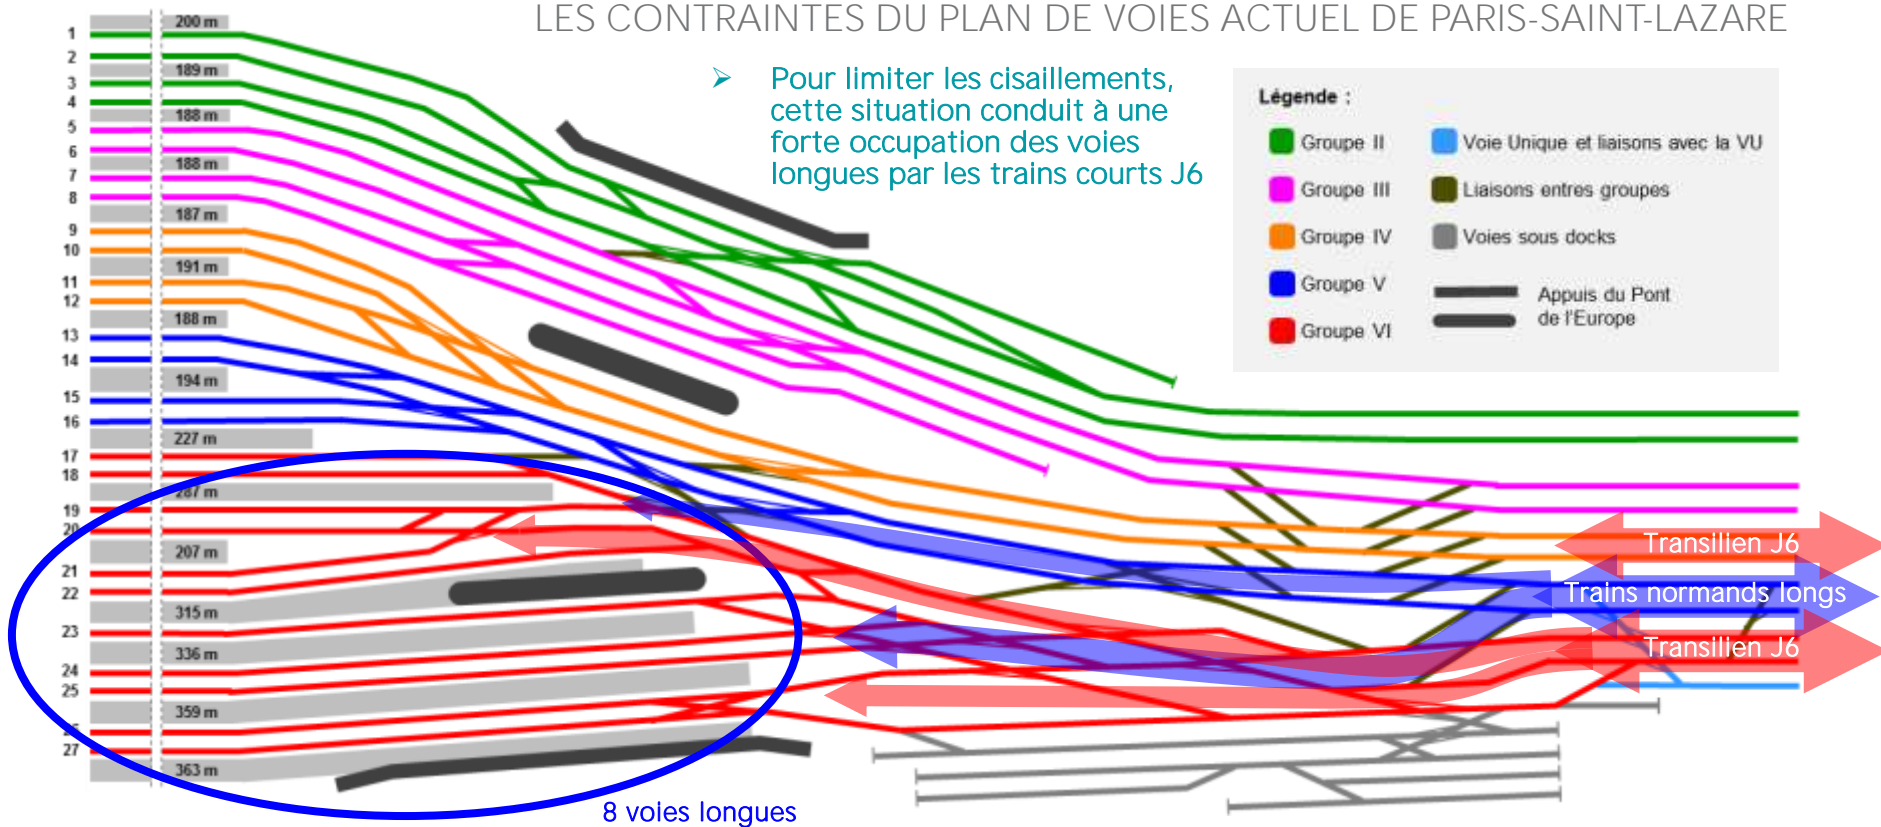 LES CONTRAINTES DU PLAN DE VOIES ACTUEL DE PARIS-SAINT-LAZARE
➢ Pour limiter les cisaillements,
cette situation conduit à une
forte occupation des voies
longues par les trains courts J6
Légende :
Groupe II
Groupe III
Groupe IV
Groupe V
Groupe VI
Voie Unique et liaisons avec la VU
Liaisons entres groupes
Voies sous docks
Appuis du Pont
de l'Europe
200 m
1
2
189 m
3
4
188 m
5
6
188 m
7
8
187 m
9
10
191 m
11
12
188 m
13
14
194 m
15
16
227 m
17
18
287 m
19
20
207 m
21
22
315 m
23
336 m
24
25
359 m
27
363 m
Transilien J6
Trains normands longs
Transilien J6
8 voies longues